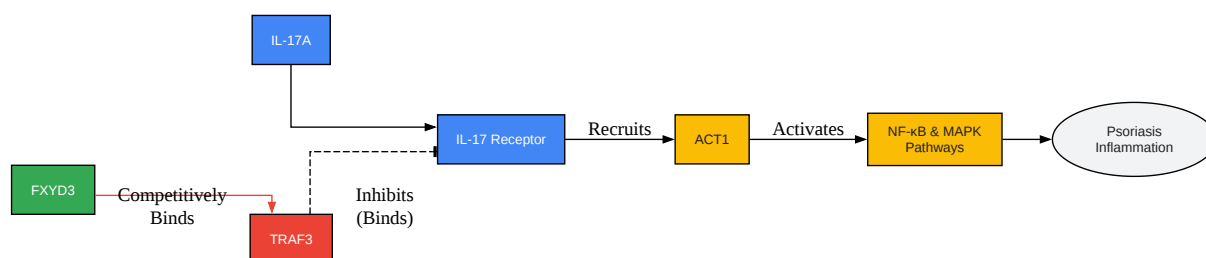 IL-17A
IL-17 Receptor
Recruits
ACT1
Activates
NF-κB & MAPK
Pathways
Psoriasis
Inflammation
FXYD3
Competitively
Binds
Inhibits
(Binds)
TRAF3